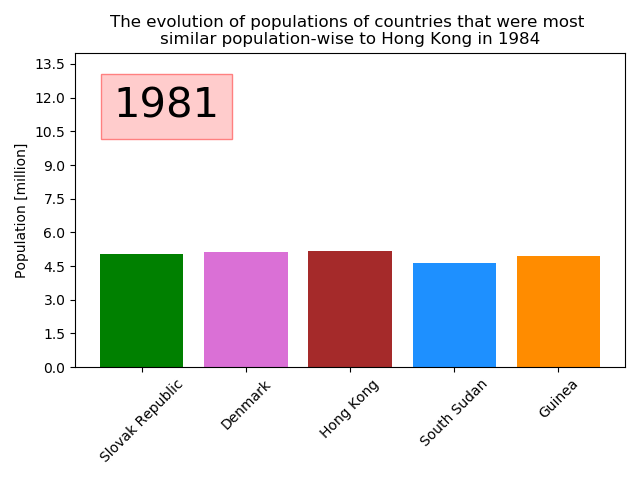 The evolution of populations of countries that were most
similar population-wise to Hong Kong in 1984
1981
Population [million]
13.5
12.0
10.5
9.0
7.5
6.0
4.5
3.0
1.5
0.0
Slovak Republic
Denmark
Hong Kong
South Sudan
Guinea